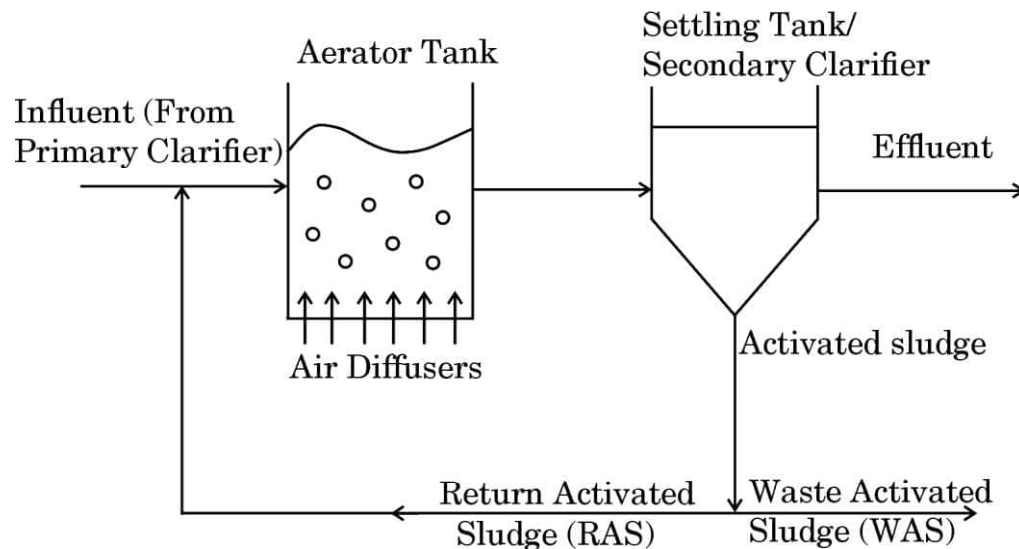 Settling Tank/
Secondary Clarifier
Aerator Tank
Influent (From
Primary Clarifier)
Effluent
Air Diffusers
Activated sludge
Return Activated
Sludge (RAS)
Waste Activated
Sludge (WAS)